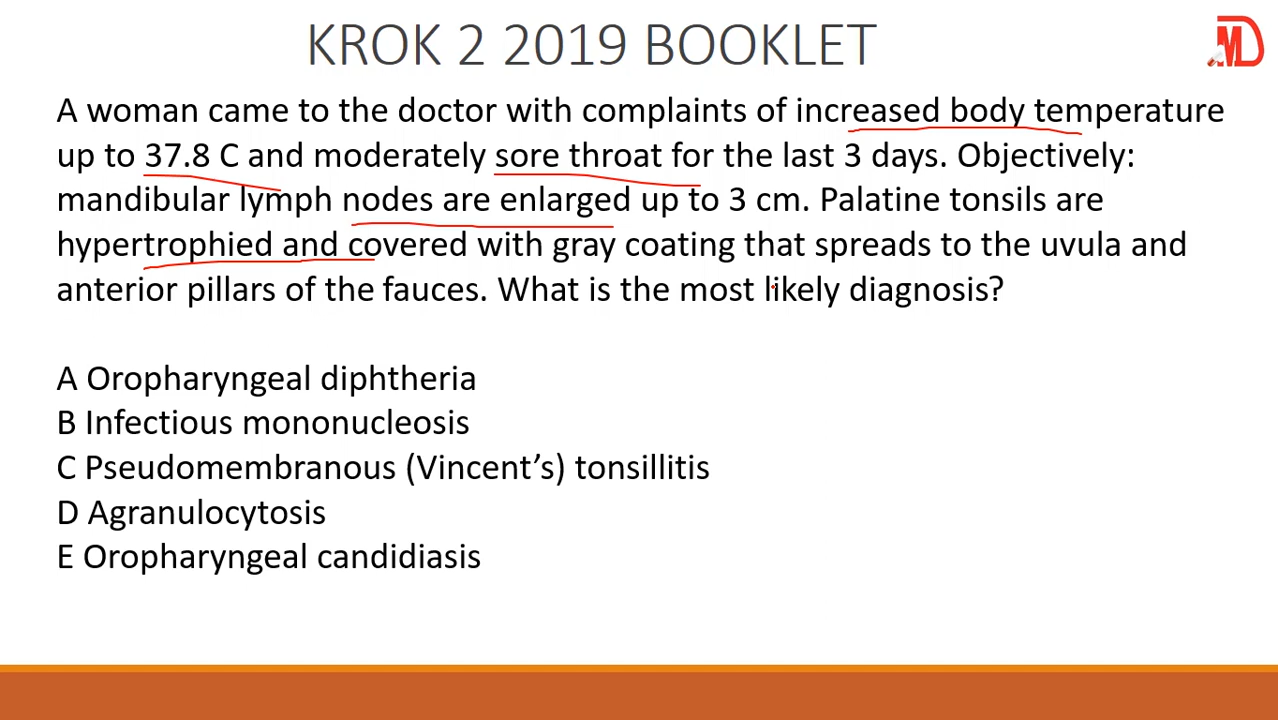 KROK 2 2019 BOOKLET
MD
A woman came to the doctor with complaints of increased body temperature
up to 37.8 C and moderately sore throat for the last 3 days. Objectively:
mandibular lymph nodes are enlarged up to 3 cm. Palatine tonsils are
hypertrophied and covered with gray coating that spreads to the uvula and
anterior pillars of the fauces. What is the most likely diagnosis?
A Oropharyngeal diphtheria
B Infectious mononucleosis
C Pseudomembranous (Vincent’s) tonsillitis
D Agranulocytosis
E Oropharyngeal candidiasis